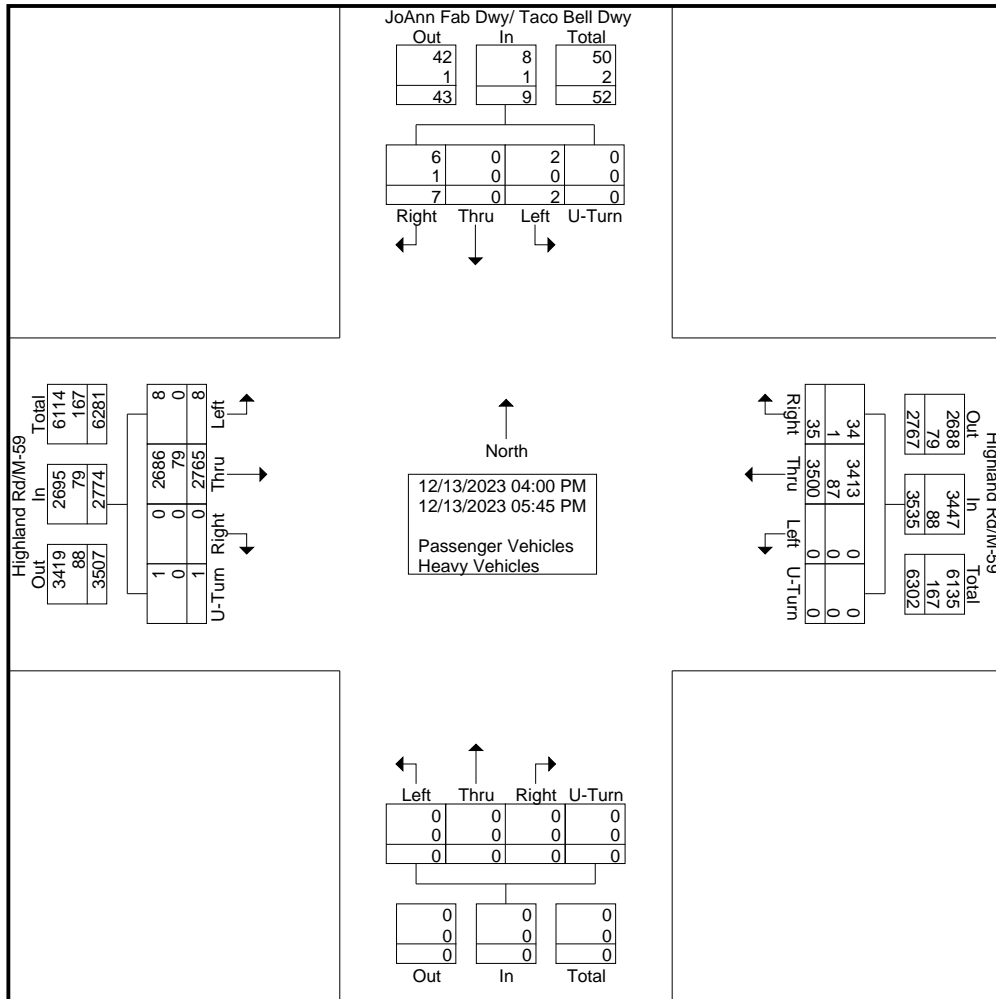 JoAnn Fab Dwy/ Taco Bell Dwy
Out In Total
42 8 50
1 1 2
43 9 52
6 0 2 0
1 0 0 0
7 0 2 0
Right Thru Left U-Turn
Highland Rd/M-59
Total In Out
6114 2695 3419
167 79 88
6281 2774 3507
8 2686 0 1
0 79 0 0
8 2765 0 1
Left Thru Right U-Turn
North
12/13/2023 04:00 PM
12/13/2023 05:45 PM
Passenger Vehicles
Heavy Vehicles
Highland Rd/M-59
Out In Total
2688 3447 6135
79 88 167
2767 3535 6302
34 3413 0 0
1 87 0 0
35 3500 0 0
Right Thru Left U-Turn
Left Thru Right U-Turn
0 0 0 0
0 0 0 0
0 0 0 0
0 0 0
0 0 0
0 0 0
Out In Total